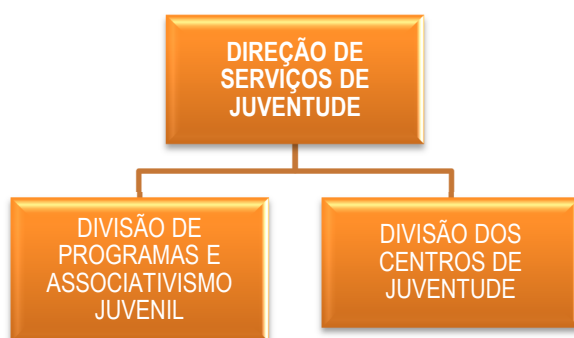 DIREÇÃO DE
SERVIÇOS DE
JUVENTUDE
DIVISÃO DE
PROGRAMAS E
ASSOCIATIVISMO
JUVENIL
DIVISÃO DOS
CENTROS DE
JUVENTUDE